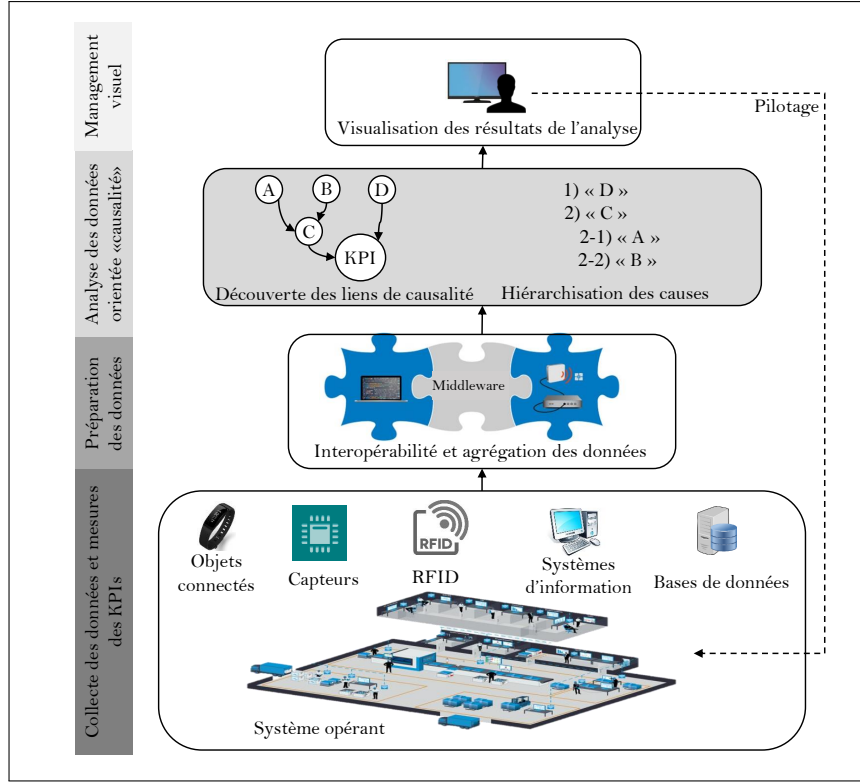 Management
visuel
Visualisation des résultats de l'analyse
Pilotage
Analyse des données
orientée «causalité»
A
B
D
C
KPI
Découverte des liens de causalité
1) « D »
2) « C »
2-1) « A »
2-2) « B »
Hiérarchisation des causes
Préparation
des données
Middleware
Interopérabilité et agrégation des données
Collecte des données et mesures
des KPIs
Objets
connectés
Capteurs
RFID
RFID
Systèmes
d'information
Bases de données
Système opérant